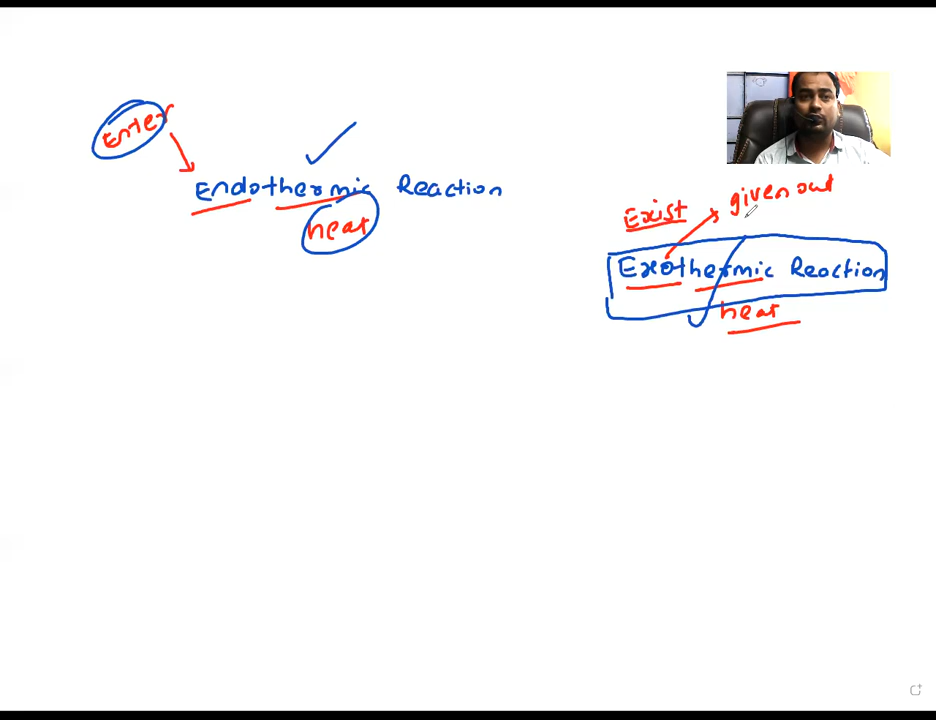 Enter
Endothermic Reaction
heat
Exist
given out
Exothermic Reaction
heat